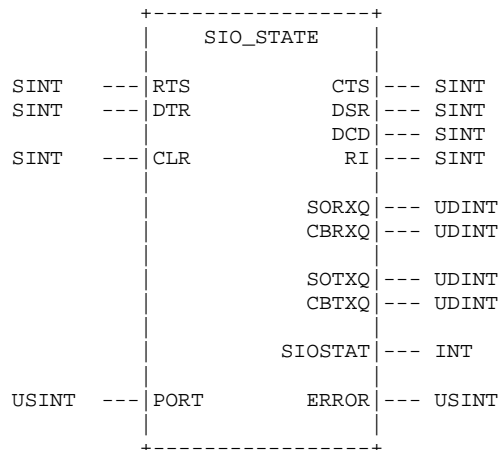 +-----------------+
| SIO_STATE |
| |
SINT ---|RTS CTS|--- SINT
SINT ---|DTR DSR|--- SINT
| DCD|--- SINT
SINT ---|CLR RI|--- SINT
| |
| SORXQ|--- UDINT
| CBRXQ|--- UDINT
| |
| SOTXQ|--- UDINT
| CBTXQ|--- UDINT
| |
| SIOSTAT|--- INT
| |
USINT ---|PORT ERROR|--- USINT
| |
+-----------------+